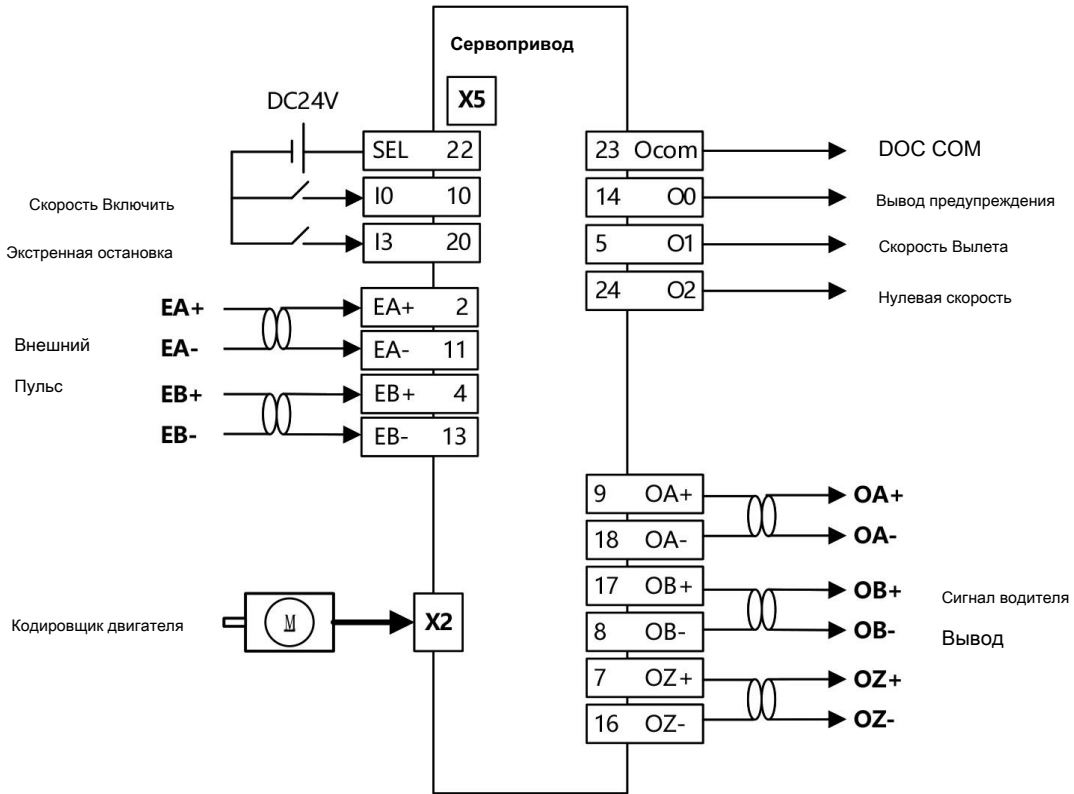 Сервопривод
X5
DC24V
SEL 22
I0 10
I3 20
Скорость Включить
Экстренная остановка
EA+
EA-
EB+
EB-
Внешний
Пульс
EA+ 2
EA- 11
EB+ 4
EB- 13
Кодировщик двигателя
M
X2
23 Ocom
14 O0
5 O1
24 O2
DOC COM
Вывод предупреждения
Скорость Вылета
Нулевая скорость
9 OA+
18 OA-
17 OB+
8 OB-
7 OZ+
16 OZ-
OA+
OA-
OB+
OB-
OZ+
OZ-
Сигнал водителя
Вывод